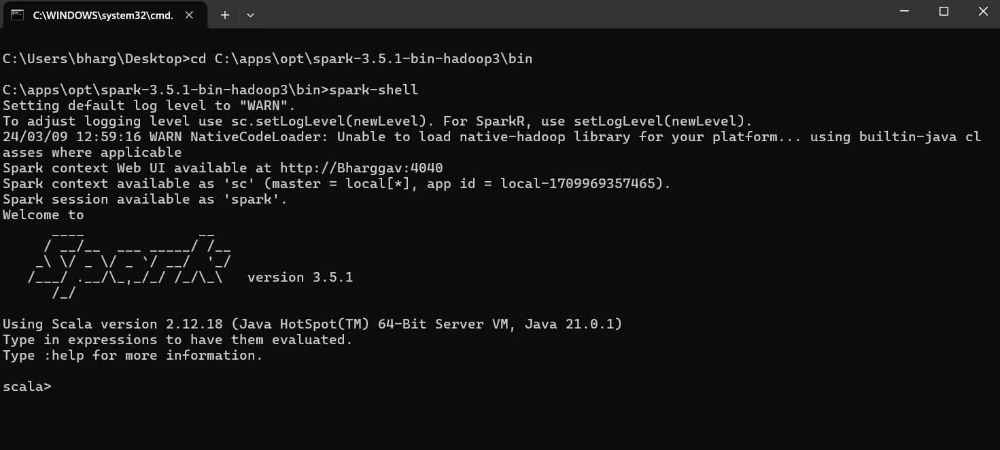 C:\WINDOWS\system32\cmd.
C:\Users\bharg\Desktop>cd C:\apps\opt\spark-3.5.1-bin-hadoop3\bin
C:\apps\opt\spark-3.5.1-bin-hadoop3\bin>spark-shell
Setting default log level to "WARN".
To adjust logging level use sc.setLogLevel(newLevel). For SparkR, use setLogLevel(newLevel).
24/03/09 12:59:16 WARN NativeCodeLoader: Unable to load native-hadoop library for your platform... using builtin-java cl
asses where applicable
Spark context Web UI available at http://Bharggav:4040
Spark context available as 'sc' (master = local[*], app id = local-1709969357465).
Spark session available as 'spark'.
Welcome to
      ____              __
     / __/__  ___ _____/ /__
    _\ \/ _ \/ _ `/ __/  '_/
   /___/ .__/\_,_/_/ /_/\_\   version 3.5.1
      /_/
Using Scala version 2.12.18 (Java HotSpot(TM) 64-Bit Server VM, Java 21.0.1)
Type in expressions to have them evaluated.
Type :help for more information.
scala>